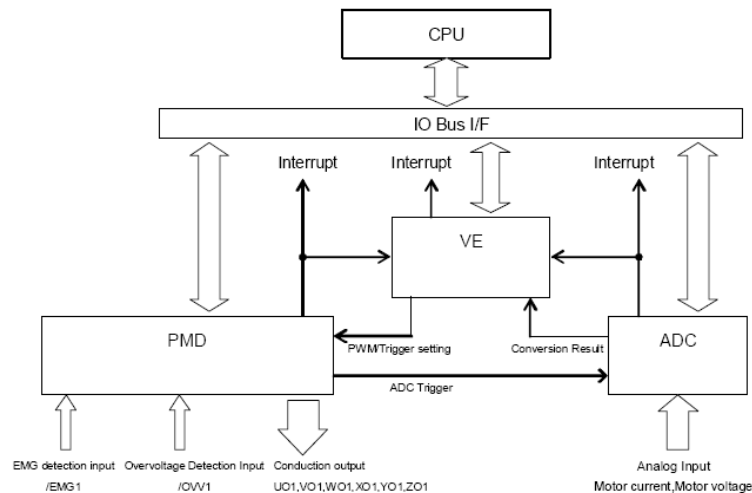 CPU
IO Bus I/F
Interrupt
Interrupt
Interrupt
VE
PMD
PWM/Trigger setting
Conversion Result
ADC
ADC Trigger
EMG detection input
/EMG1
Overvoltage Detection Input
/OVV1
Conduction output
UO1,VO1,WO1,XO1,YO1,ZO1
Analog Input
Motor current,Motor voltage